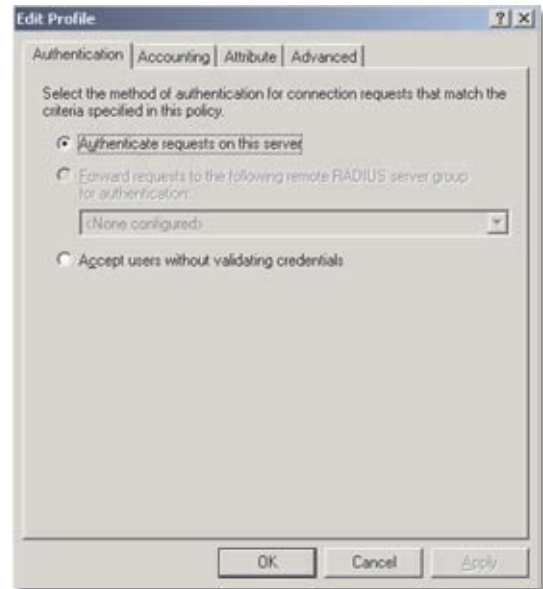 Edit Profile
Authentication Accounting Attribute Advanced
Select the method of authentication for connection requests that match the
criteria specified in this policy.
Authenticate requests on this server
Forward requests to the following remote RADIUS server group
for authentication:
<None configured>
Accept users without validating credentials
OK Cancel Apply